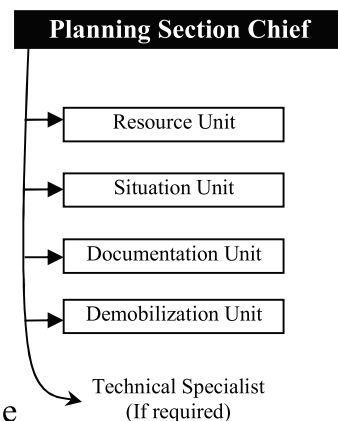 Planning Section Chief
Resource Unit
Situation Unit
Documentation Unit
Demobilization Unit
Technical Specialist
(If required)
e